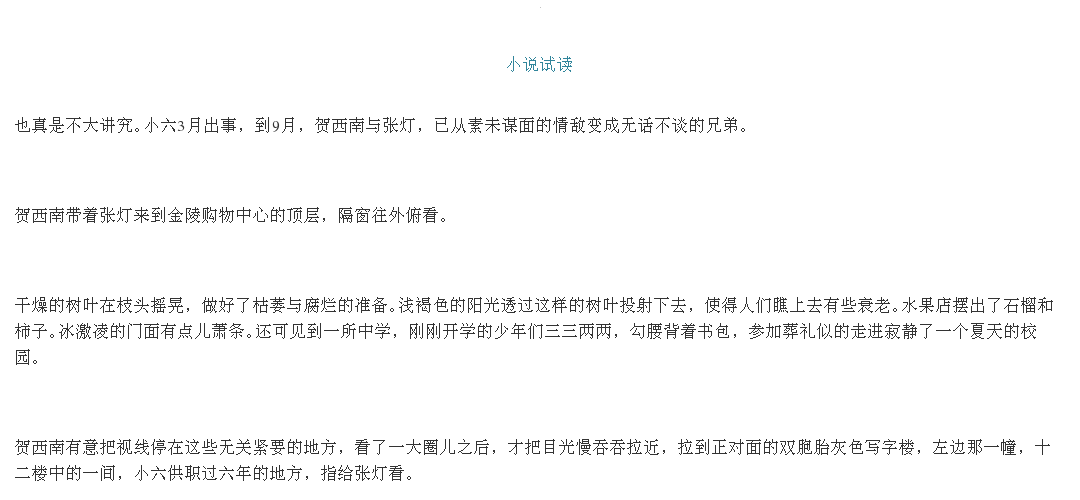 小说试读
也真是不大讲究。小六3月出事，到9月，贺西南与张灯，已从素未谋面的情敌变成无话不谈的兄弟。
贺西南带着张灯来到金陵购物中心的顶层，隔窗往外俯看。
干燥的树叶在枝头摇晃，做好了枯萎与腐烂的准备。浅褐色的阳光透过这样的树叶投射下去，使得人们瞧上去有些衰老。水果店摆出了石榴和
柿子。冰激凌的门面有点儿萧条。还可见到一所中学，刚刚开学的少年们三三两两，勾腰背着书包，参加葬礼似的走进寂静了一个夏天的校
园。
贺西南有意把视线停在这些无关紧要的地方，看了一大圈儿之后，才把目光慢吞吞拉近，拉到正对面的双胞胎灰色写字楼，左边那一幢，十
二楼中的一间，小六供职过六年的地方，指给张灯看。